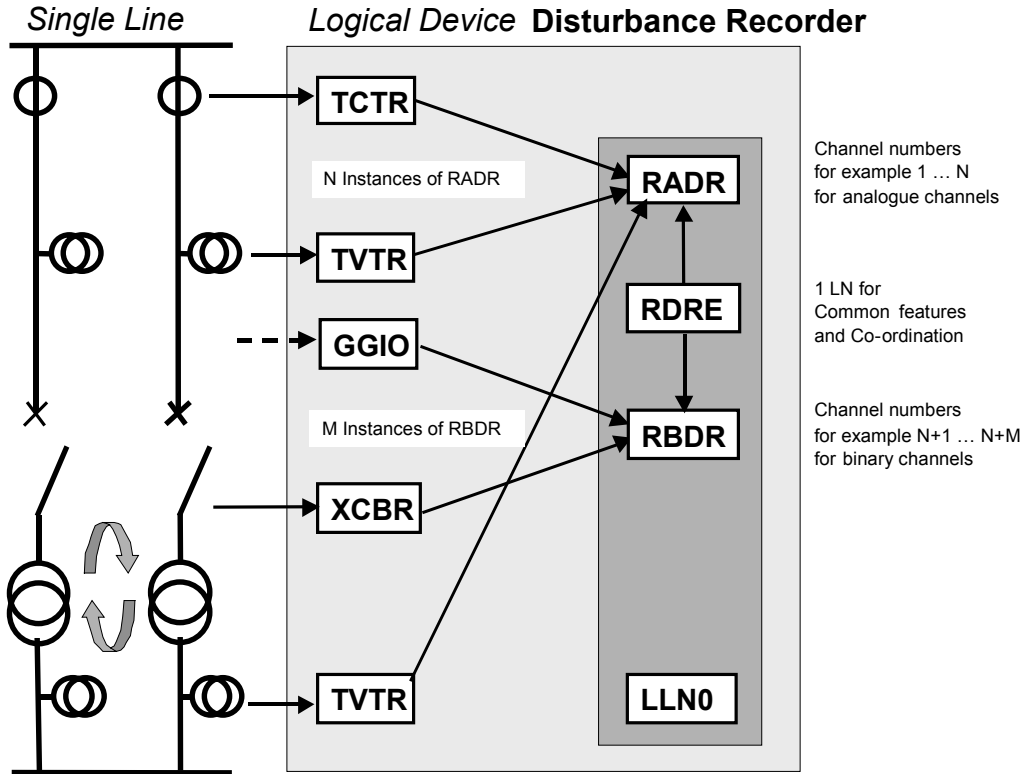 Single Line
Logical Device Disturbance Recorder
TCTR
N Instances of RADR
RADR
Channel numbers
for example 1 … N
for analogue channels
TVTR
RDRE
1 LN for
Common features
and Co-ordination
GGIO
M Instances of RBDR
RBDR
Channel numbers
for example N+1 … N+M
for binary channels
XCBR
TVTR
LLN0